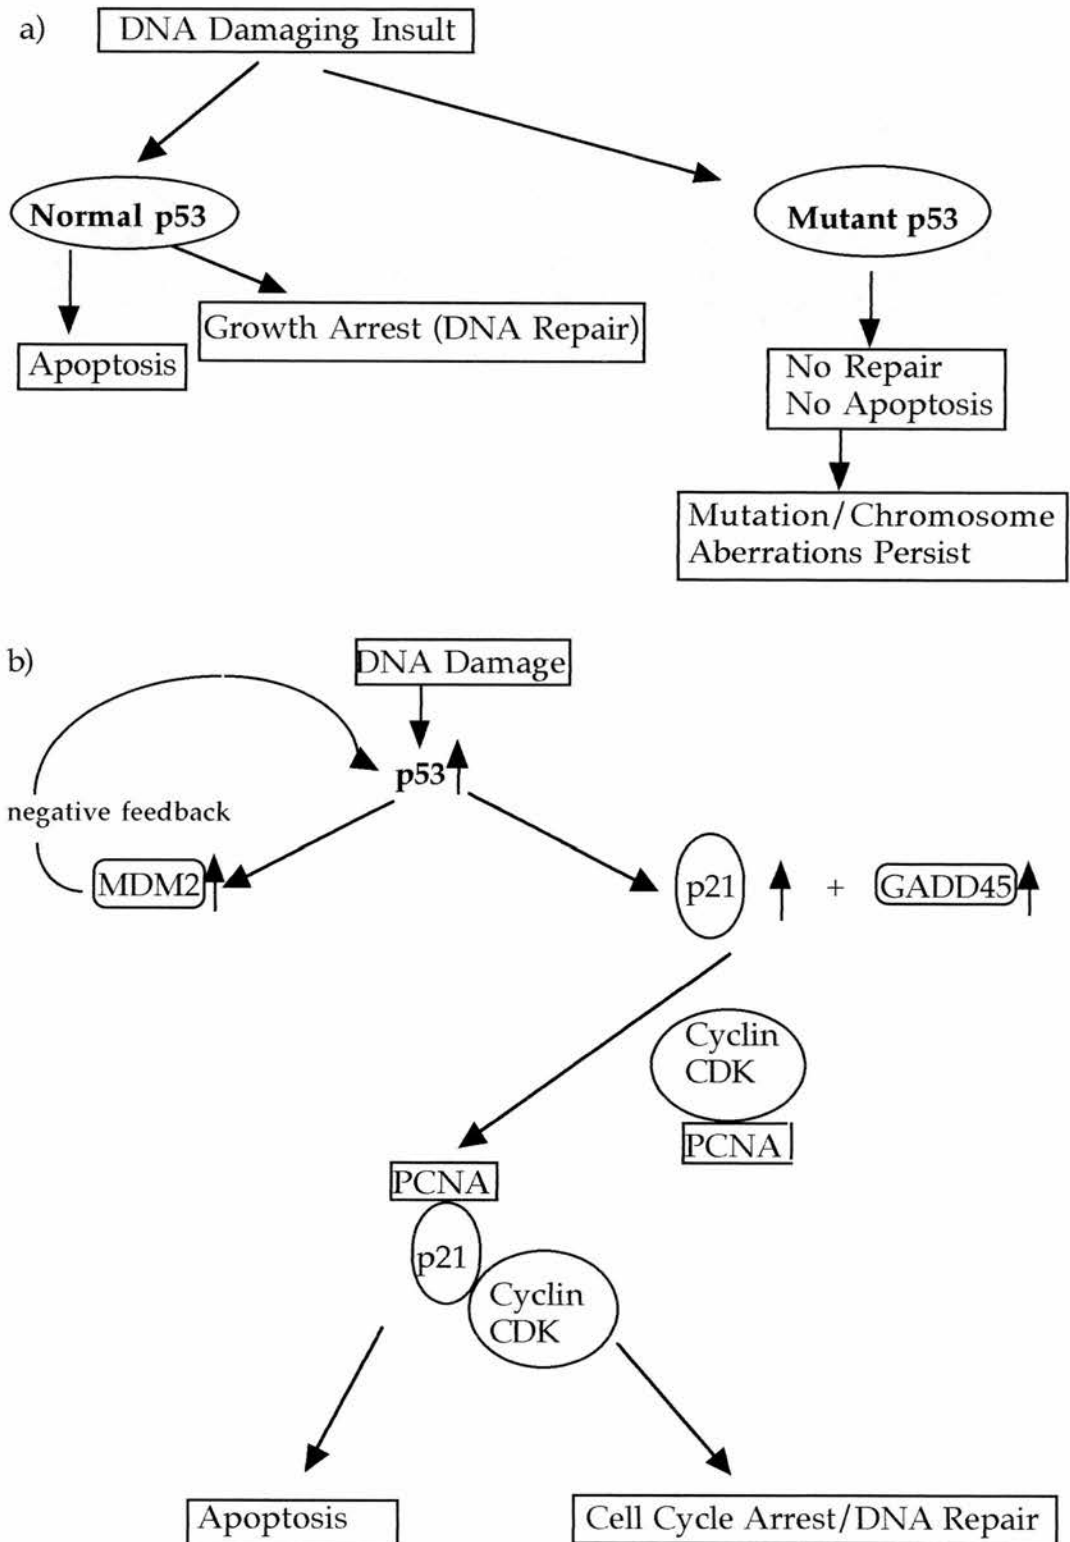 a)
DNA Damaging Insult
Normal p53
Mutant p53
Growth Arrest (DNA Repair)
Apoptosis
No Repair
No Apoptosis
Mutation/Chromosome
Aberrations Persist
b)
DNA Damage
p53
negative feedback
MDM2
p21
+
GADD45
Cyclin
CDK
PCNA
PCNA
p21
Cyclin
CDK
Apoptosis
Cell Cycle Arrest/DNA Repair